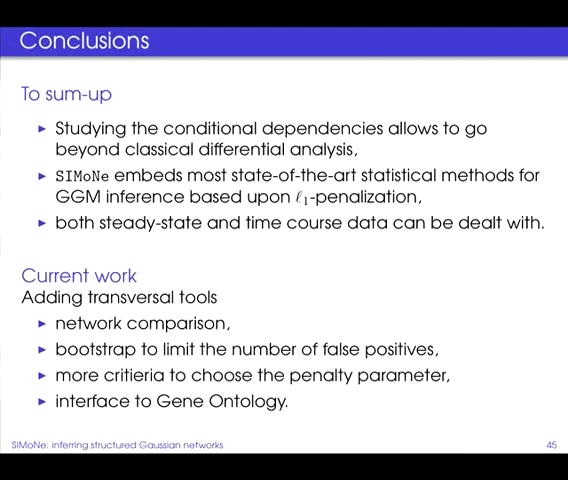 Conclusions
To sum-up
► Studying the conditional dependencies allows to go
beyond classical differential analysis,
► SIMoNe embeds most state-of-the-art statistical methods for
GGM inference based upon ℓ₁-penalization,
► both steady-state and time course data can be dealt with.
Current work
Adding transversal tools
► network comparison,
► bootstrap to limit the number of false positives,
► more critieria to choose the penalty parameter,
► interface to Gene Ontology.
SIMoNe: inferring structured Gaussian networks 45